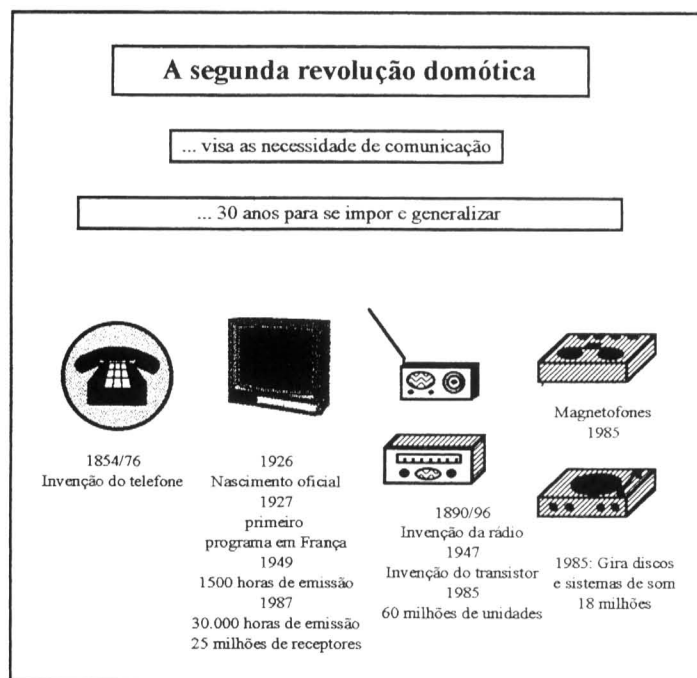 A segunda revolução domótica
... visa as necessidade de comunicação
... 30 anos para se impor e generalizar
1854/76
Invenção do telefone
1926
Nascimento oficial
1927
primeiro
programa em França
1949
1500 horas de emissão
1987
30.000 horas de emissão
25 milhões de receptores
1890/96
Invenção da rádio
1947
Invenção do transistor
1985
60 milhões de unidades
Magnetofones
1985
1985: Gira discos
e sistemas de som
18 milhões